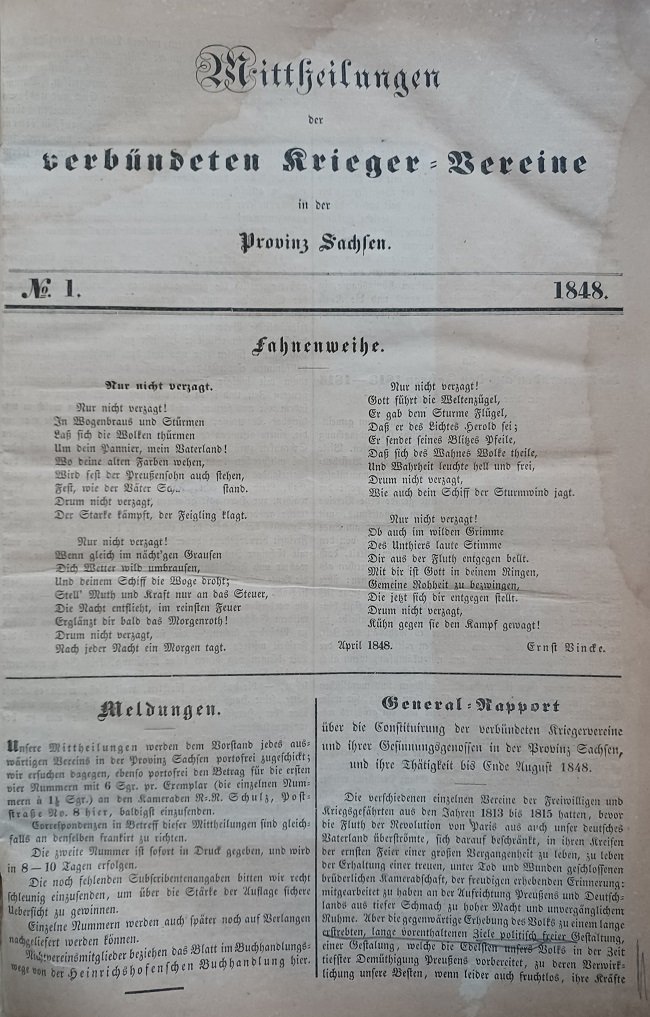 Mittheilungen
der
verbündeten Krieger-Vereine
in der
Provinz Sachsen.
№. 1.
1848.
Fahnenweihe.
Nur nicht verzagt.
Nur nicht verzagt!
In Wogenbraus und Stürmen
Laß sich die Wolken thürmen
Um dein Pannier, mein Vaterland!
Wo deine alten Farben wehen,
Wird fest der Preußensohn auch stehen,
Fest, wie der Väter stand.
Drum nicht verzagt,
Der Starke kämpft, der Feigling klagt.
Nur nicht verzagt!
Wenn gleich im nächt'gen Grausen
Dich Wetter wild umbrausen,
Und deinem Schiff die Woge droht;
Stell' Muth und Kraft nur an das Steuer,
Die Nacht entflieht, im reinsten Feuer
Erglänzt dir bald das Morgenroth!
Drum nicht verzagt,
Nach jeder Nacht ein Morgen tagt.
Nur nicht verzagt!
Gott führt die Weltenzügel,
Er gab dem Sturme Flügel,
Daß er des Lichtes Herold sei;
Er sendet seines Blitzes Pfeile,
Daß sich des Wahnes Wolke theile,
Und Wahrheit leuchte hell und frei,
Drum nicht verzagt,
Wie auch dein Schiff der Sturmwind jagt.
Nur nicht verzagt!
Ob auch im wilden Grimme
Des Unthiers laute Stimme
Dir aus der Fluth entgegen bellt.
Mit dir ist Gott in deinem Ringen,
Gemeine Rohheit zu bezwingen,
Die jetzt sich dir entgegen stellt.
Drum nicht verzagt,
Kühn gegen sie den Kampf gewagt!
April 1848.
Ernst Vincke.
Meldungen.
Unsere Mittheilungen werden dem Vorstand jedes aus-
wärtigen Vereins in der Provinz Sachsen portofrei zugeschickt;
wir ersuchen dagegen, ebenso portofrei den Betrag für die ersten
vier Nummern mit 6 Sgr. pr. Exemplar (die einzelnen Num-
mern à 1½ Sgr.) an den Kameraden R.-R. Schulz, Post-
straße No. 8 hier, baldigst einzusenden.
Correspondenzen in Betreff dieser Mittheilungen sind gleich-
falls an denselben frankirt zu richten.
Die zweite Nummer ist sofort in Druck gegeben, und wird
in 8—10 Tagen erfolgen.
Die noch fehlenden Subscribentenangaben bitten wir recht
schleunig einzusenden, um über die Stärke der Auflage sichere
Uebersicht zu gewinnen.
Einzelne Nummern werden auch später noch auf Verlangen
nachgeliefert werden können.
Nichtvereinsmitglieder beziehen das Blatt im Buchhandlungs-
wege von der Heinrichshofenschen Buchhandlung hier.
General-Rapport
über die Constituirung der verbündeten Kriegervereine
und ihrer Gesinnungsgenossen in der Provinz Sachsen,
und ihre Thätigkeit bis Ende August 1848.
Die verschiedenen einzelnen Vereine der Freiwilligen und
Kriegsgefährten aus den Jahren 1813 bis 1815 hatten, bevor
die Fluth der Revolution von Paris aus auch unser deutsches
Vaterland überströmte, sich darauf beschränkt, in ihren Kreisen
der ernsten Feier einer großen Vergangenheit zu leben, zu leben
der Erhaltung einer treuen, unter Tod und Wunden geschlossenen
brüderlichen Kameradschaft, der freudigen erhebenden Erinnerung:
mitgearbeitet zu haben an der Aufrichtung Preußens und Deutsch-
lands aus tiefer Schmach zu hoher Macht und unvergänglichem
Ruhme. Aber die gegenwärtige Erhebung des Volks zu einem lange
erstrebten, lange vorenthaltenen Ziele politisch freier Gestaltung,
einer Gestalung, welche die Edelsten unsers Volks in der Zeit
tiefster Demüthigung Preußens vorbereitet, zu deren Verwirk-
lichung unsere Besten, wenn leider auch fruchtlos, ihre Kräfte